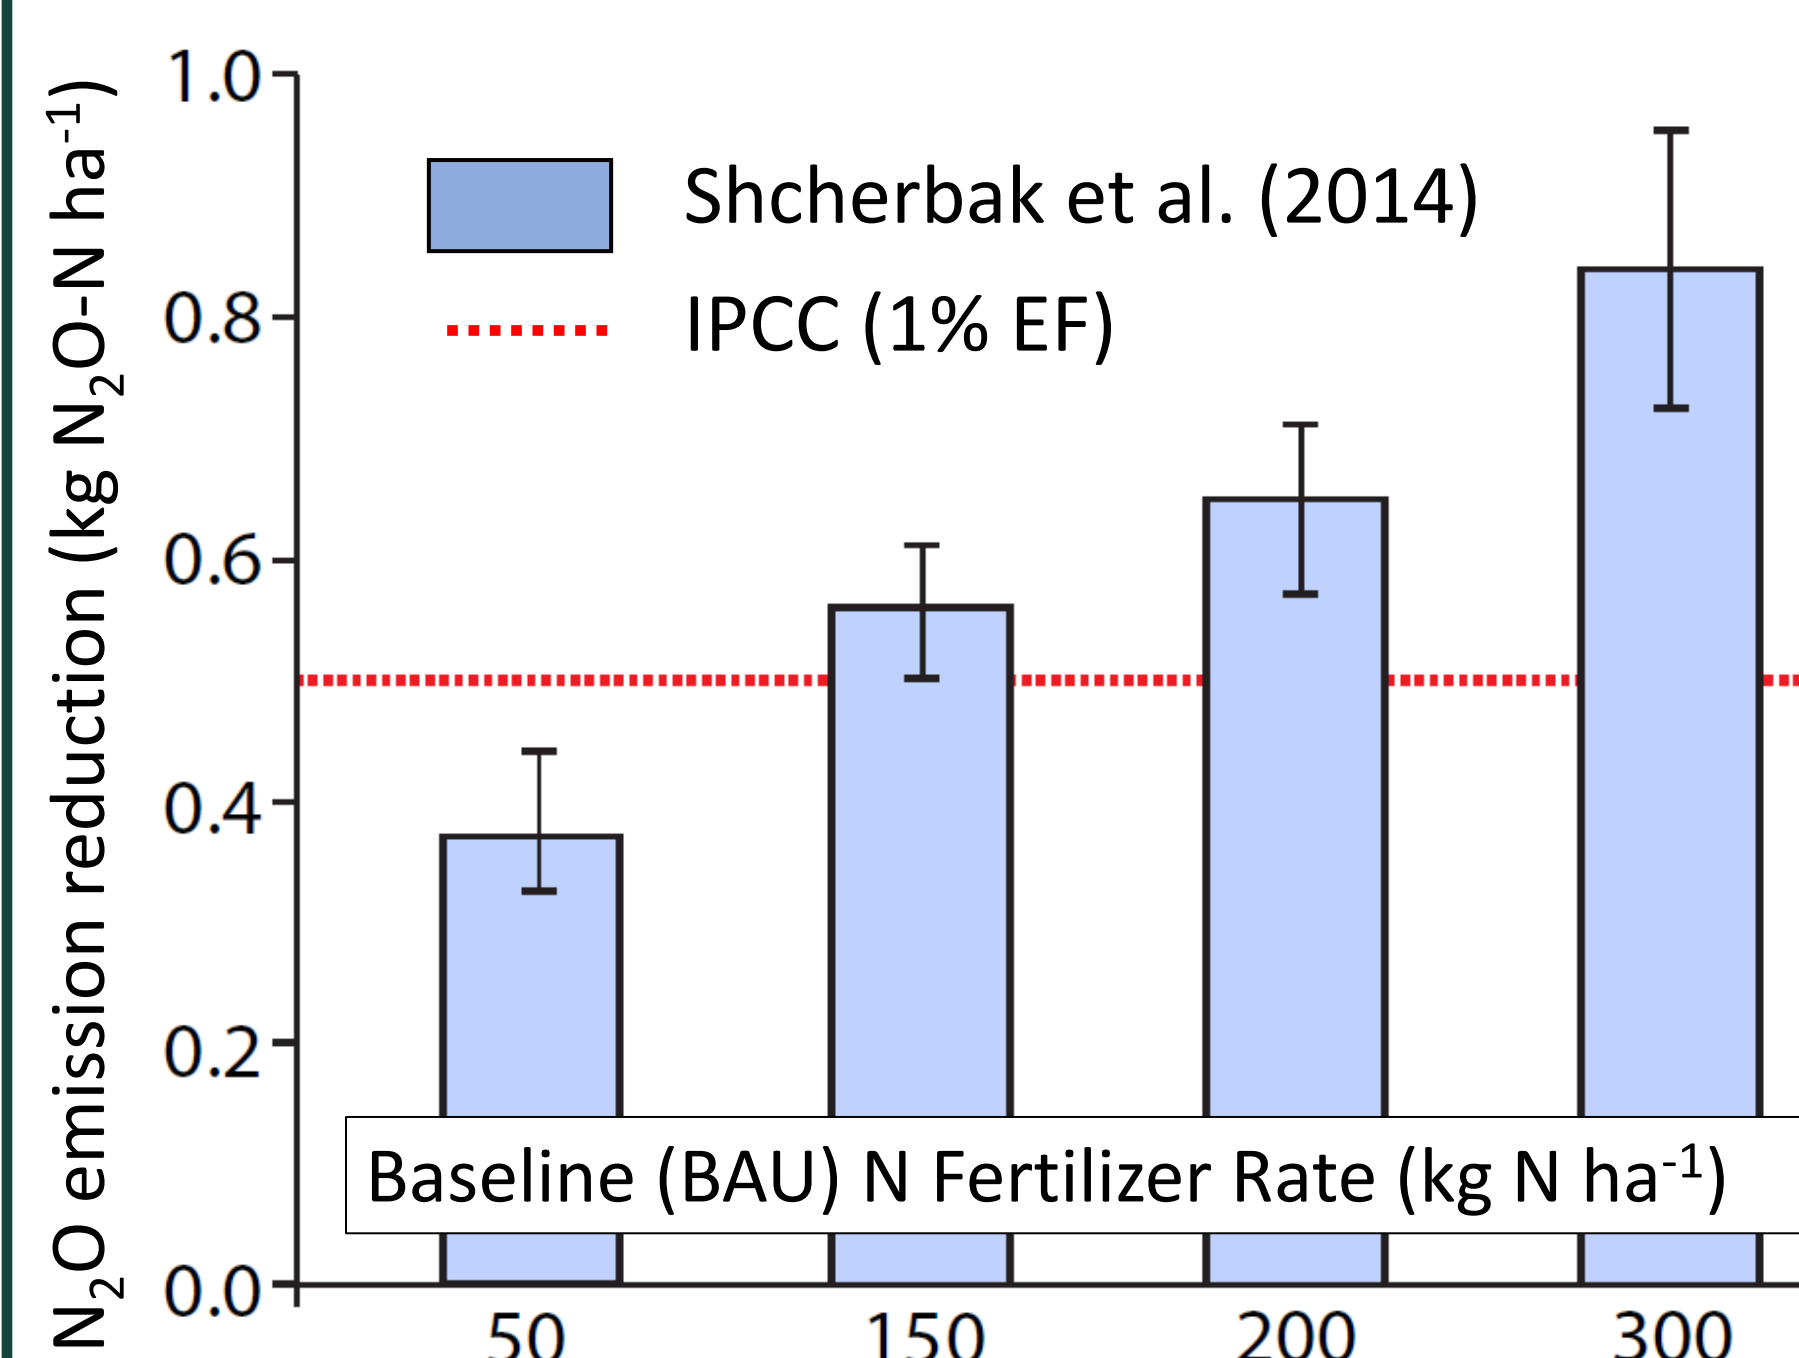 N₂O emission reduction (kg N₂O-N ha⁻¹)
1.0
0.8
0.6
0.4
0.2
0.0
Shcherbak et al. (2014)
IPCC (1% EF)
Baseline (BAU) N Fertilizer Rate (kg N ha⁻¹)
50 150 200 300